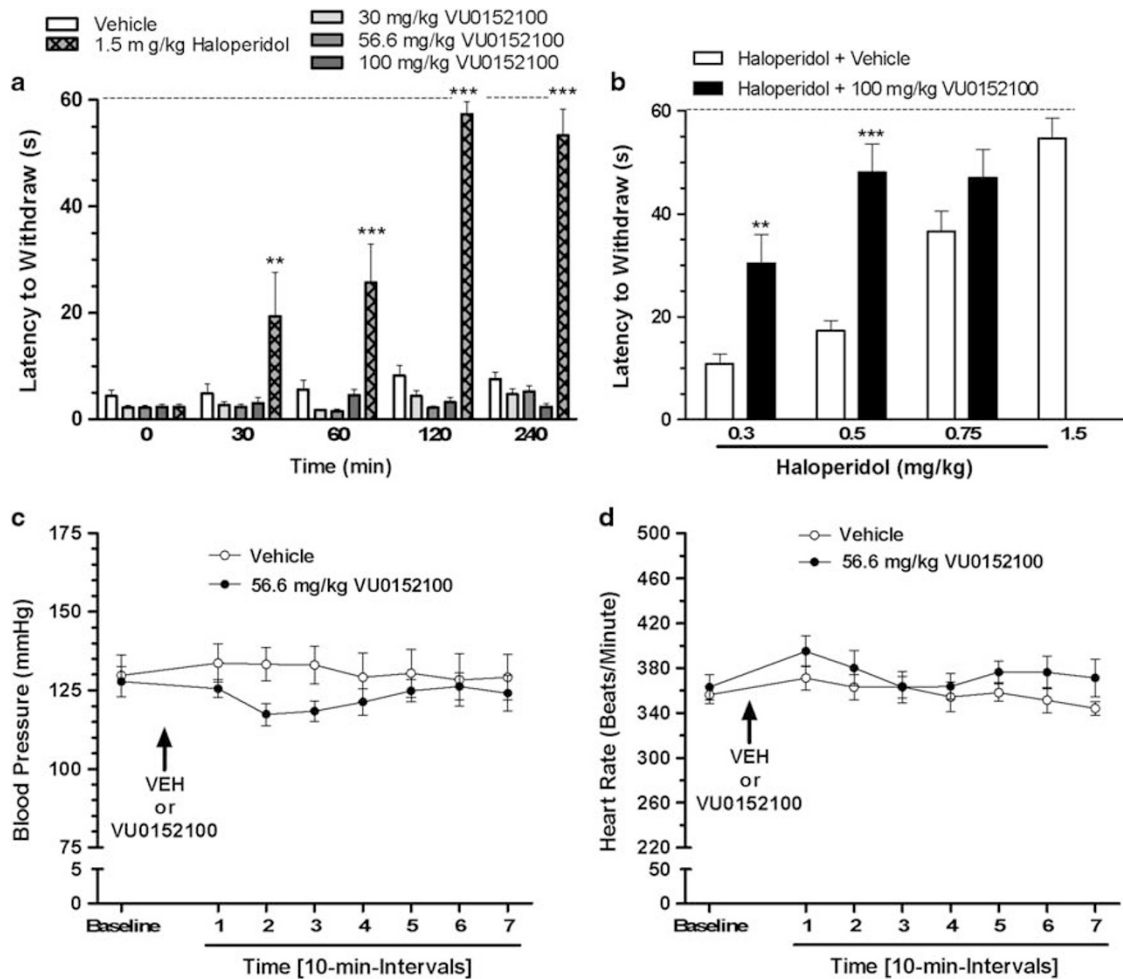 Vehicle
1.5 m g/kg Haloperidol
30 mg/kg VU0152100
56.6 mg/kg VU0152100
100 mg/kg VU0152100
a
60
40
20
0
Latency to Withdraw (s)
**
***
***
***
0 30 60 120 240
Time (min)
b
Haloperidol + Vehicle
Haloperidol + 100 mg/kg VU0152100
60
40
20
0
Latency to Withdraw (s)
**
***
0.3 0.5 0.75 1.5
Haloperidol (mg/kg)
c
175
150
125
100
75
5
0
Blood Pressure (mmHg)
Vehicle
56.6 mg/kg VU0152100
VEH
or
VU0152100
Baseline 1 2 3 4 5 6 7
Time [10-min-Intervals]
d
500
460
420
380
340
300
260
220
50
0
Heart Rate (Beats/Minute)
Vehicle
56.6 mg/kg VU0152100
VEH
or
VU0152100
Baseline 1 2 3 4 5 6 7
Time [10-min-Intervals]